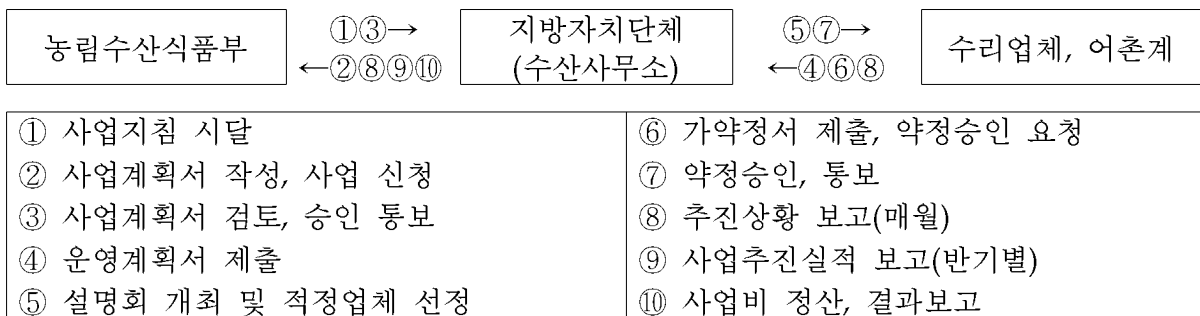 농림수산식품부
①③→
←②⑧⑨⑩
지방자치단체
(수산사무소)
⑤⑦→
←④⑥⑧
수리업체, 어촌계
① 사업지침 시달
② 사업계획서 작성, 사업 신청
③ 사업계획서 검토, 승인 통보
④ 운영계획서 제출
⑤ 설명회 개최 및 적정업체 선정
⑥ 가약정서 제출, 약정승인 요청
⑦ 약정승인, 통보
⑧ 추진상황 보고(매월)
⑨ 사업추진실적 보고(반기별)
⑩ 사업비 정산, 결과보고